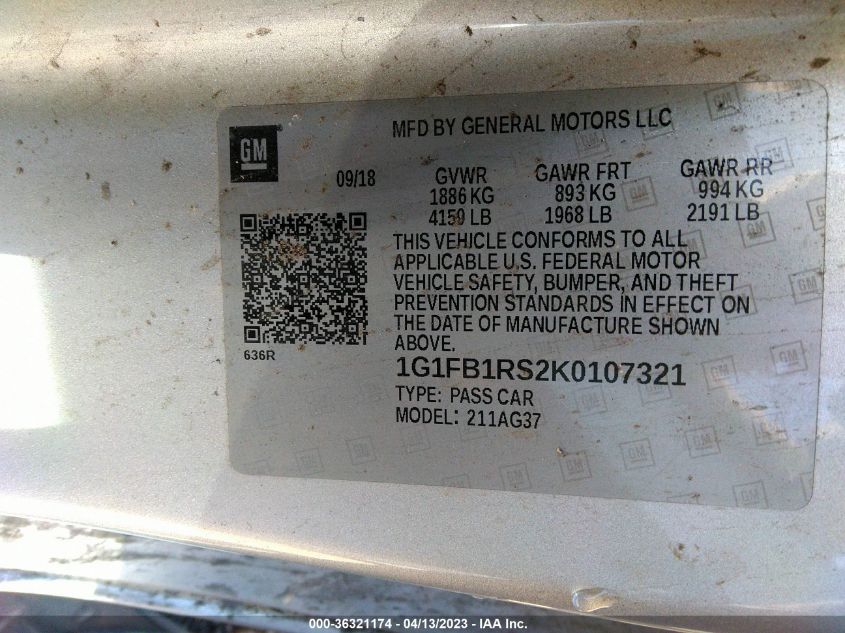 MFD BY GENERAL MOTORS LLC
GM
09/18
GVWR GAWR FRT GAWR RR
1886 KG 893 KG 994 KG
4159 LB 1968 LB 2191 LB
THIS VEHICLE CONFORMS TO ALL
APPLICABLE U.S. FEDERAL MOTOR
VEHICLE SAFETY, BUMPER, AND THEFT
PREVENTION STANDARDS IN EFFECT ON
THE DATE OF MANUFACTURE SHOWN
ABOVE.
636R
1G1FB1RS2K0107321
TYPE: PASS CAR
MODEL: 211AG37
000-36321174 - 04/13/2023 - IAA Inc.